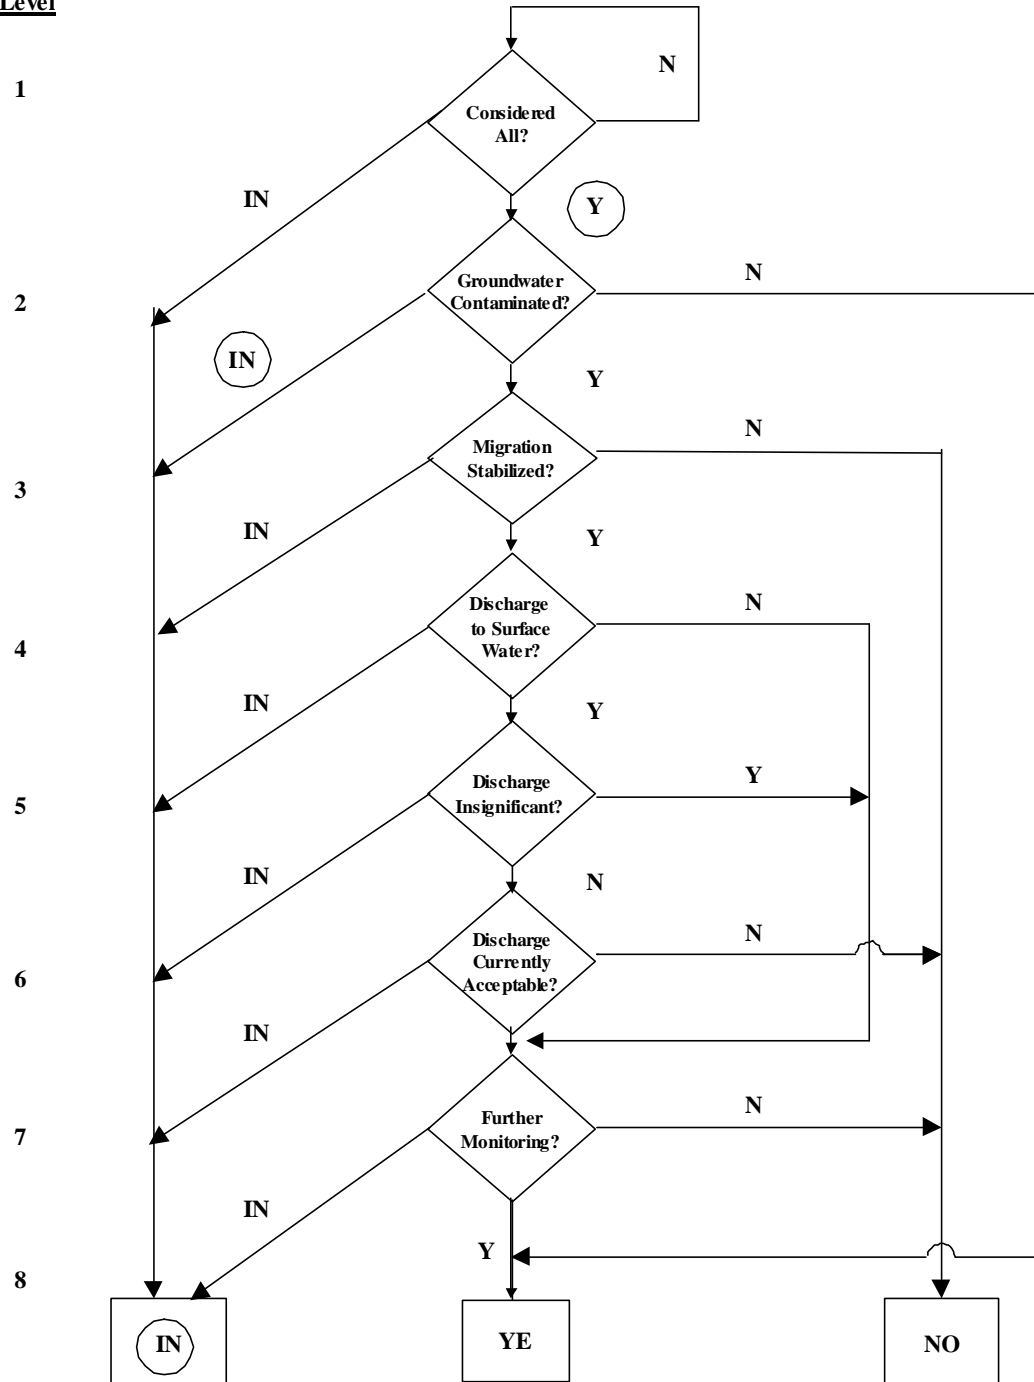 Level
N
1
Considered
All?
IN
Y
N
Groundwater
Contaminated?
2
IN
Y
N
Migration
Stabilized?
3
IN
Y
N
Discharge
to Surface
Water?
4
IN
Y
Y
Discharge
Insignificant?
5
IN
N
N
Discharge
Currently
Acceptable?
6
IN
N
Further
Monitoring?
7
IN
Y
8
IN
YE
NO